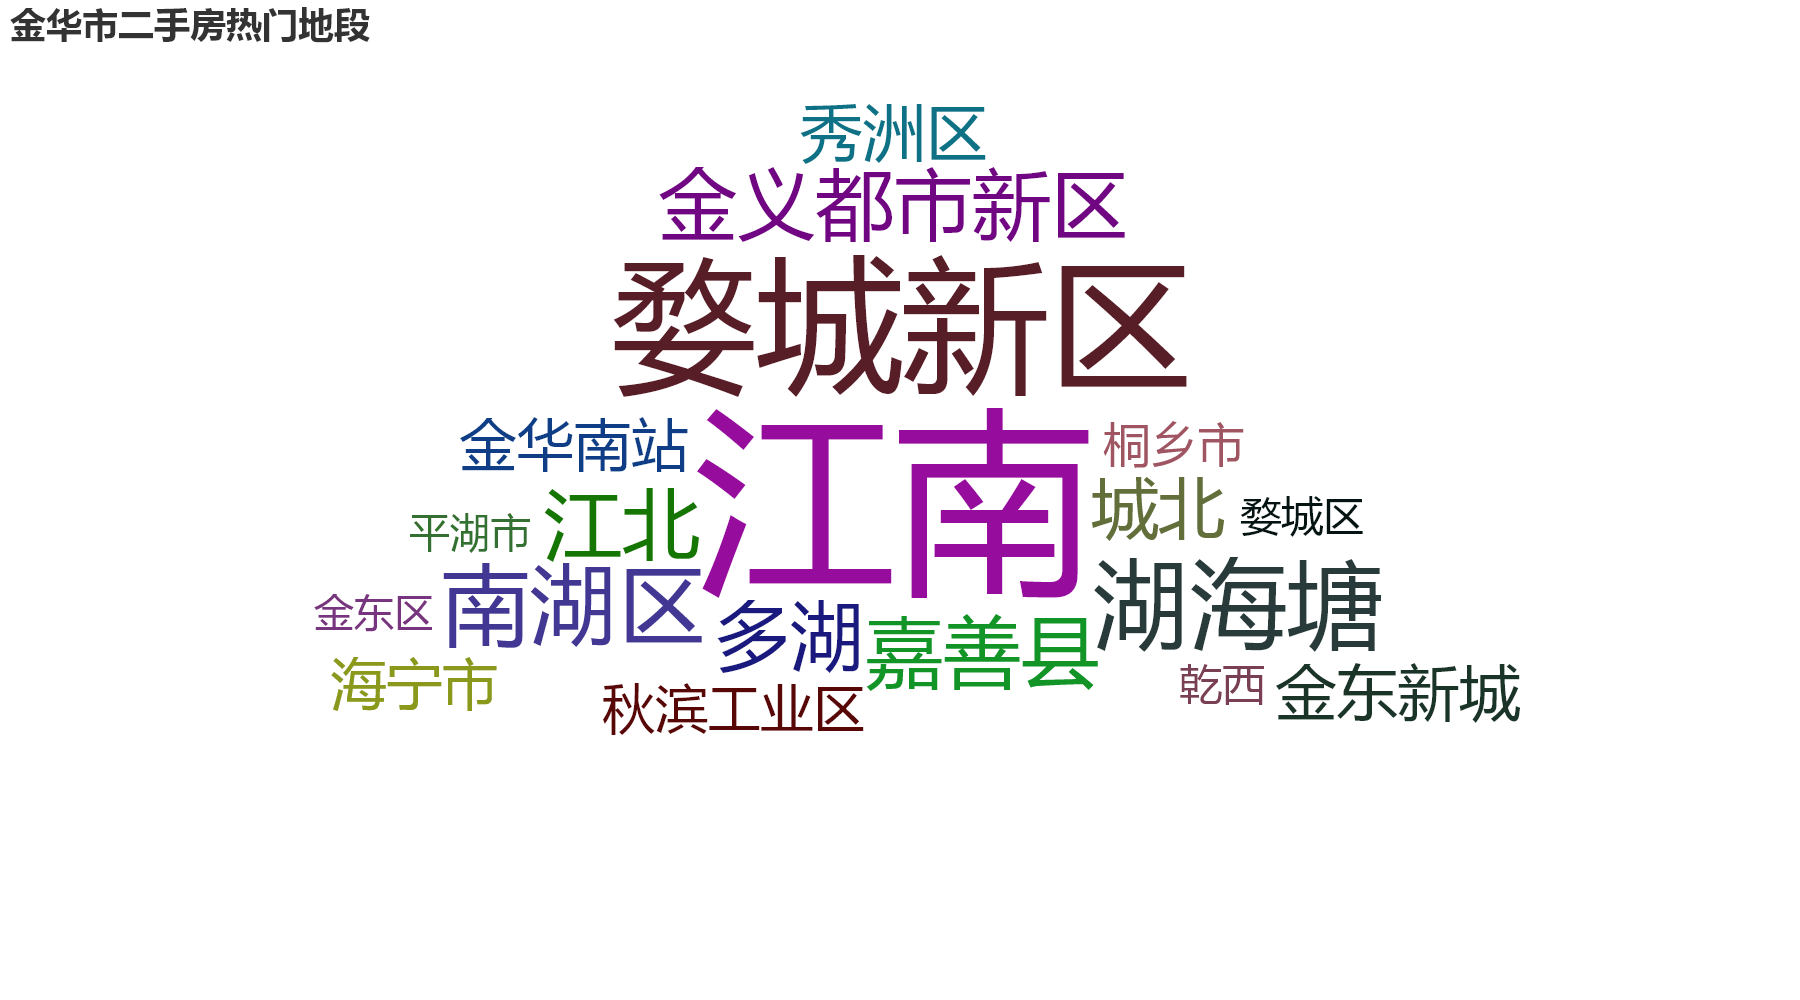 金华市二手房热门地段
秀洲区
金义都市新区
婺城新区
江南
金华南站
桐乡市
江北
城北
婺城区
平湖市
南湖区
湖海塘
金东区
多湖
嘉善县
海宁市
秋滨工业区
乾西
金东新城